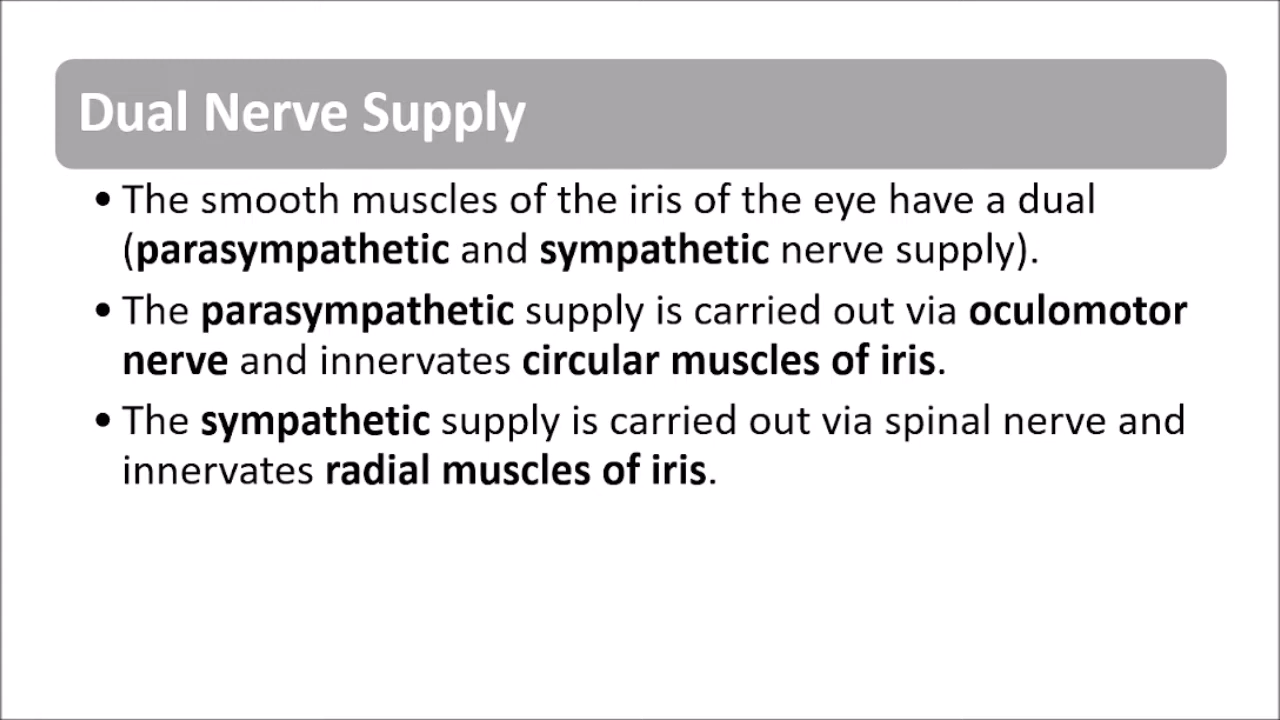 Dual Nerve Supply
• The smooth muscles of the iris of the eye have a dual
(parasympathetic and sympathetic nerve supply).
• The parasympathetic supply is carried out via oculomotor
nerve and innervates circular muscles of iris.
• The sympathetic supply is carried out via spinal nerve and
innervates radial muscles of iris.